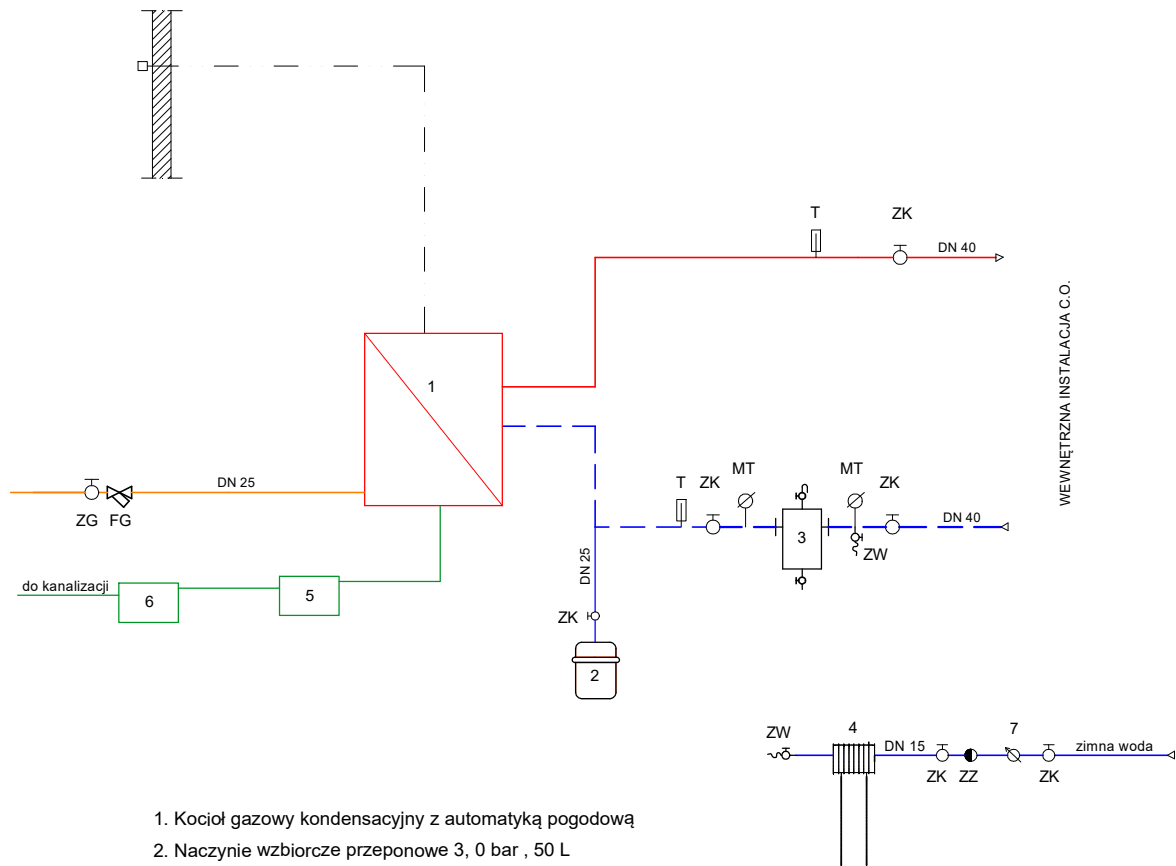 T ZK
DN 40
WEWNĘTRZNA INSTALACJA C.O.
1
DN 25
ZG FG
T ZK MT MT ZK
DN 40
3
ZW
DN 25
do kanalizacji
6
5
ZK
2
ZW 4 7
DN 15 zimna woda
ZK ZZ ZK
1. Kocioł gazowy kondensacyjny z automatyką pogodową
2. Naczynie wzbiorcze przeponowe 3, 0 bar , 50 L